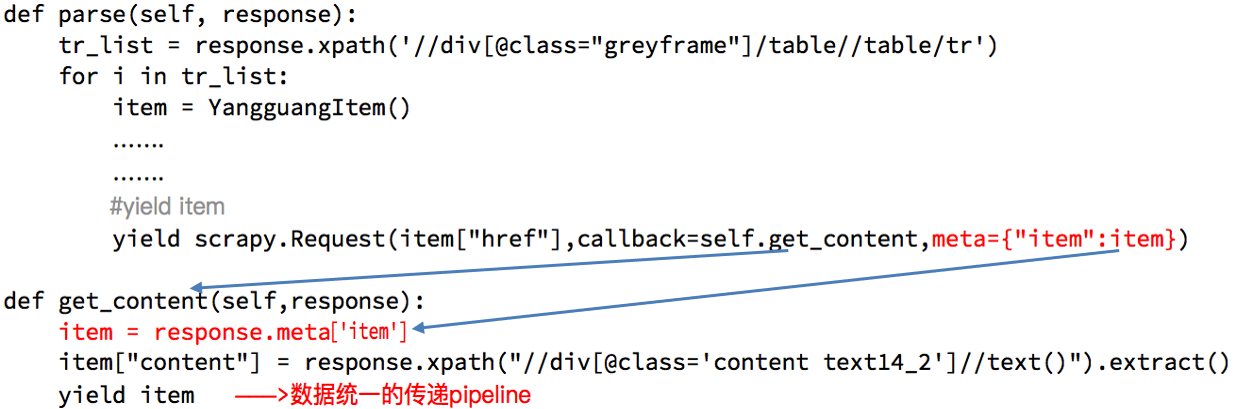 def parse(self, response):
    tr_list = response.xpath('//div[@class="greyframe"]/table//table/tr')
    for i in tr_list:
        item = YangguangItem()
        .......
        .......
        #yield item
        yield scrapy.Request(item["href"],callback=self.get_content,meta={"item":item})
def get_content(self,response):
    item = response.meta['item']
    item["content"] = response.xpath("//div[@class='content text14_2']//text()").extract()
    yield item   ——>数据统一的传递pipeline